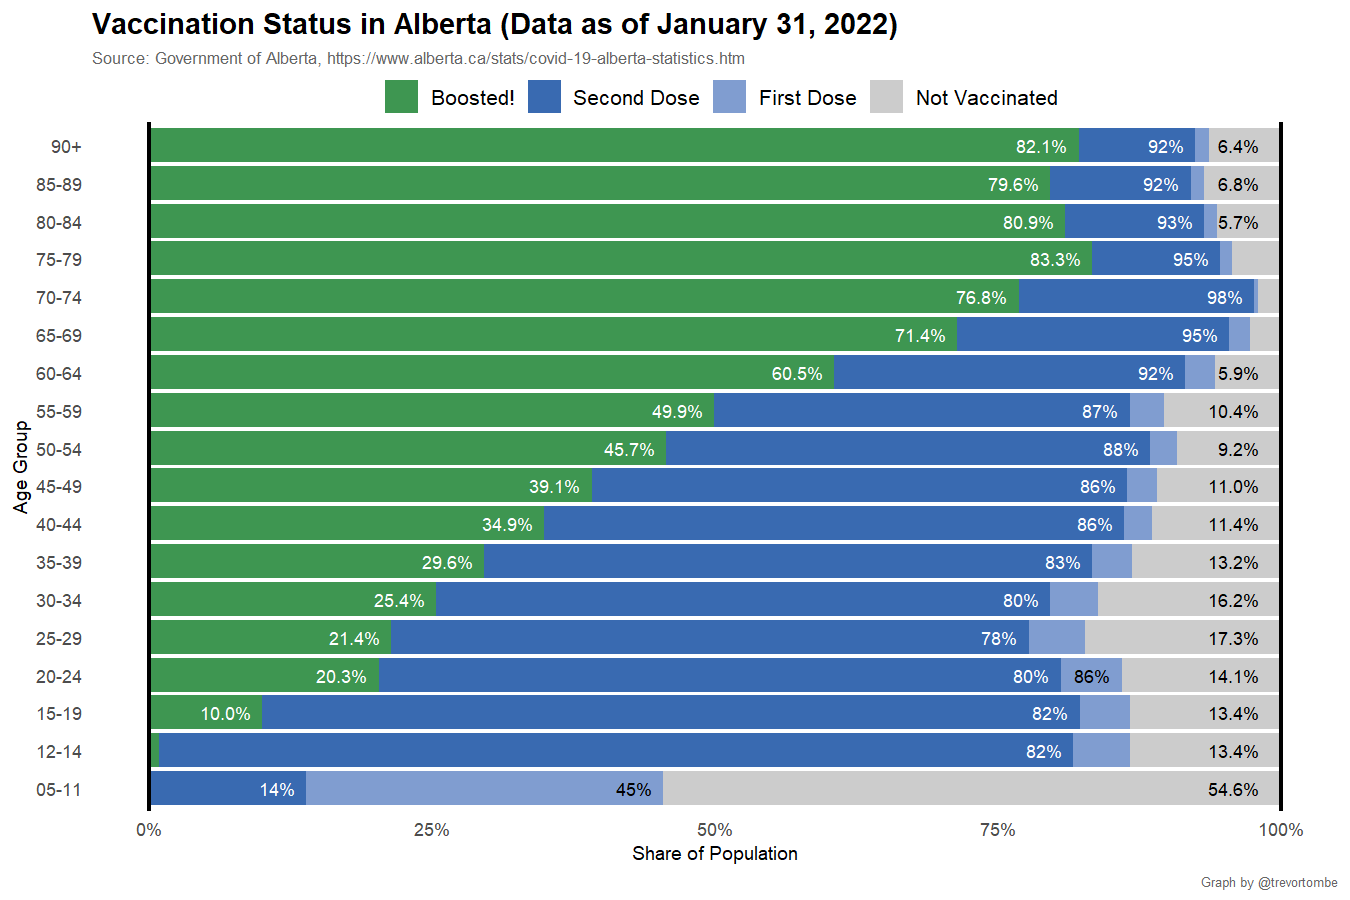 Vaccination Status in Alberta (Data as of January 31, 2022)
Source: Government of Alberta, https://www.alberta.ca/stats/covid-19-alberta-statistics.htm
Boosted! Second Dose First Dose Not Vaccinated
90+ 82.1% 92% 6.4%
85-89 79.6% 92% 6.8%
80-84 80.9% 93% 5.7%
75-79 83.3% 95%
70-74 76.8% 98%
65-69 71.4% 95%
60-64 60.5% 92% 5.9%
55-59 49.9% 87% 10.4%
50-54 45.7% 88% 9.2%
Age Group
45-49 39.1% 86% 11.0%
40-44 34.9% 86% 11.4%
35-39 29.6% 83% 13.2%
30-34 25.4% 80% 16.2%
25-29 21.4% 78% 17.3%
20-24 20.3% 80% 86% 14.1%
15-19 10.0% 82% 13.4%
12-14 82% 13.4%
05-11 14% 45% 54.6%
0% 25% 50% 75% 100%
Share of Population
Graph by @trevortombe